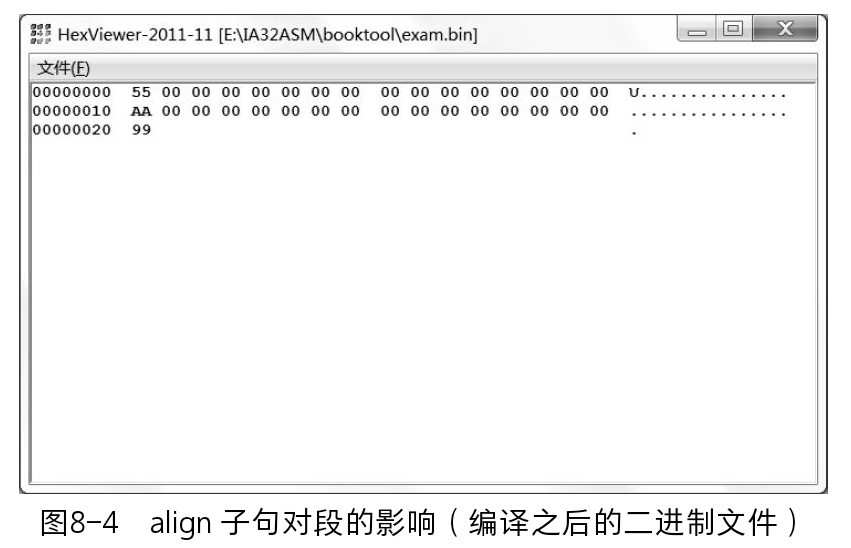 HexViewer-2011-11 [E:\IA32ASM\booktool\exam.bin]
文件(F)
00000000 55 00 00 00 00 00 00 00 00 00 00 00 00 00 00 00 U...............
00000010 AA 00 00 00 00 00 00 00 00 00 00 00 00 00 00 00 ................
00000020 99 .
图8-4 align 子句对段的影响（编译之后的二进制文件）